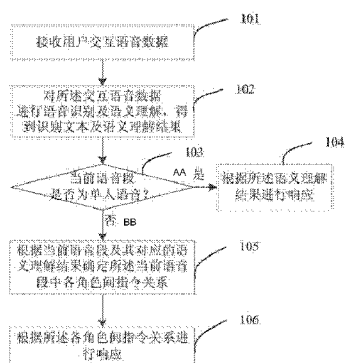 101
接收用户交互语音数据
102
对所述交互语音数据
进行语音识别及语义理解，得
到识别文本及语义理解结果
103
当前语音段
是否为单人语音？
AA 是
104
根据所述语义理解
结果进行响应
否 BB
105
根据当前语音段及其对应的语
义理解结果确定所述当前语音
段中各角色间指令关系
106
根据所述各角色间指令关系进
行响应